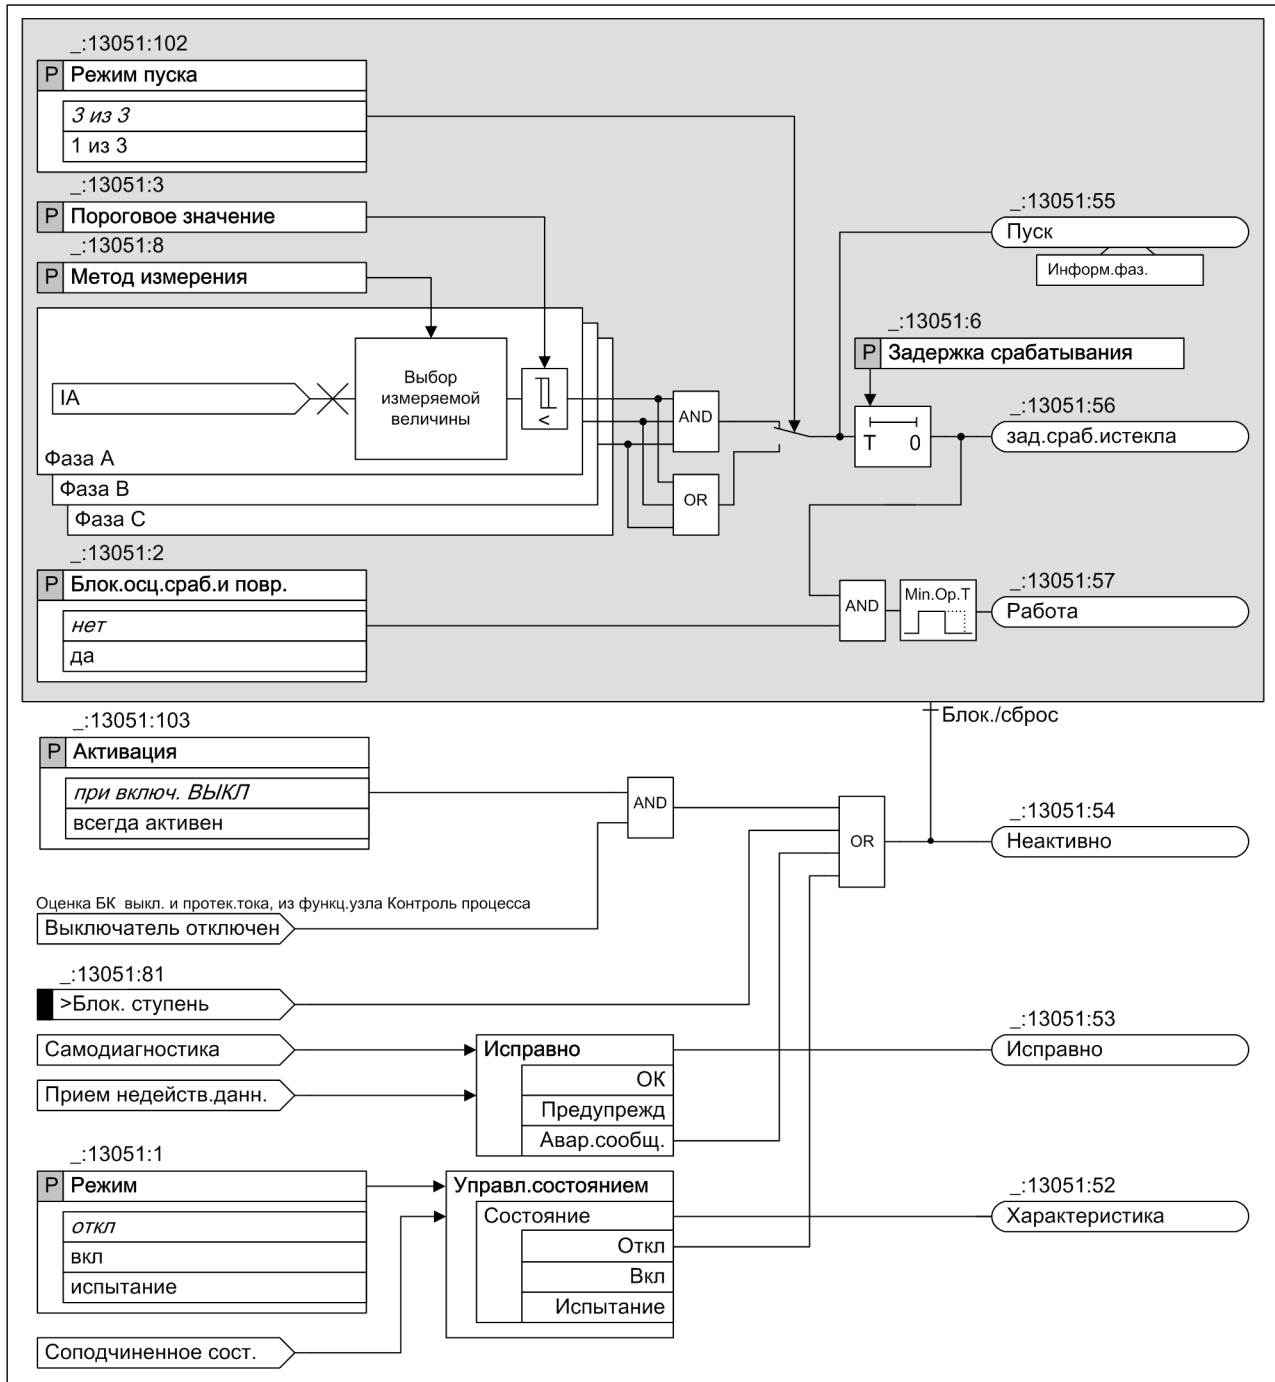 _:13051:102
P Режим пуска
3 из 3
1 из 3
_:13051:3
P Пороговое значение
_:13051:8
P Метод измерения
_:13051:55
Пуск
Информ.фаз.
_:13051:6
P Задержка срабатывания
IA
Выбор
измеряемой
величины
<
Фаза A
Фаза B
Фаза C
AND
OR
T 0
_:13051:56
зад.сраб.истекла
_:13051:2
P Блок.осц.сраб.и повр.
нет
да
AND
Min.Op.T
_:13051:57
Работа
Блок./сброс
_:13051:103
P Активация
при включ. ВЫКЛ
всегда активен
AND
OR
_:13051:54
Неактивно
Оценка БК выкл. и протек.тока, из функц.узла Контроль процесса
Выключатель отключен
_:13051:81
>Блок. ступень
Самодиагностика
Прием недейств.данн.
Исправно
ОК
Предупрежд
Авар.сообщ.
_:13051:53
Исправно
_:13051:1
P Режим
откл
вкл
испытание
Управл.состоянием
Состояние
Откл
Вкл
Испытание
_:13051:52
Характеристика
Соподчиненное сост.